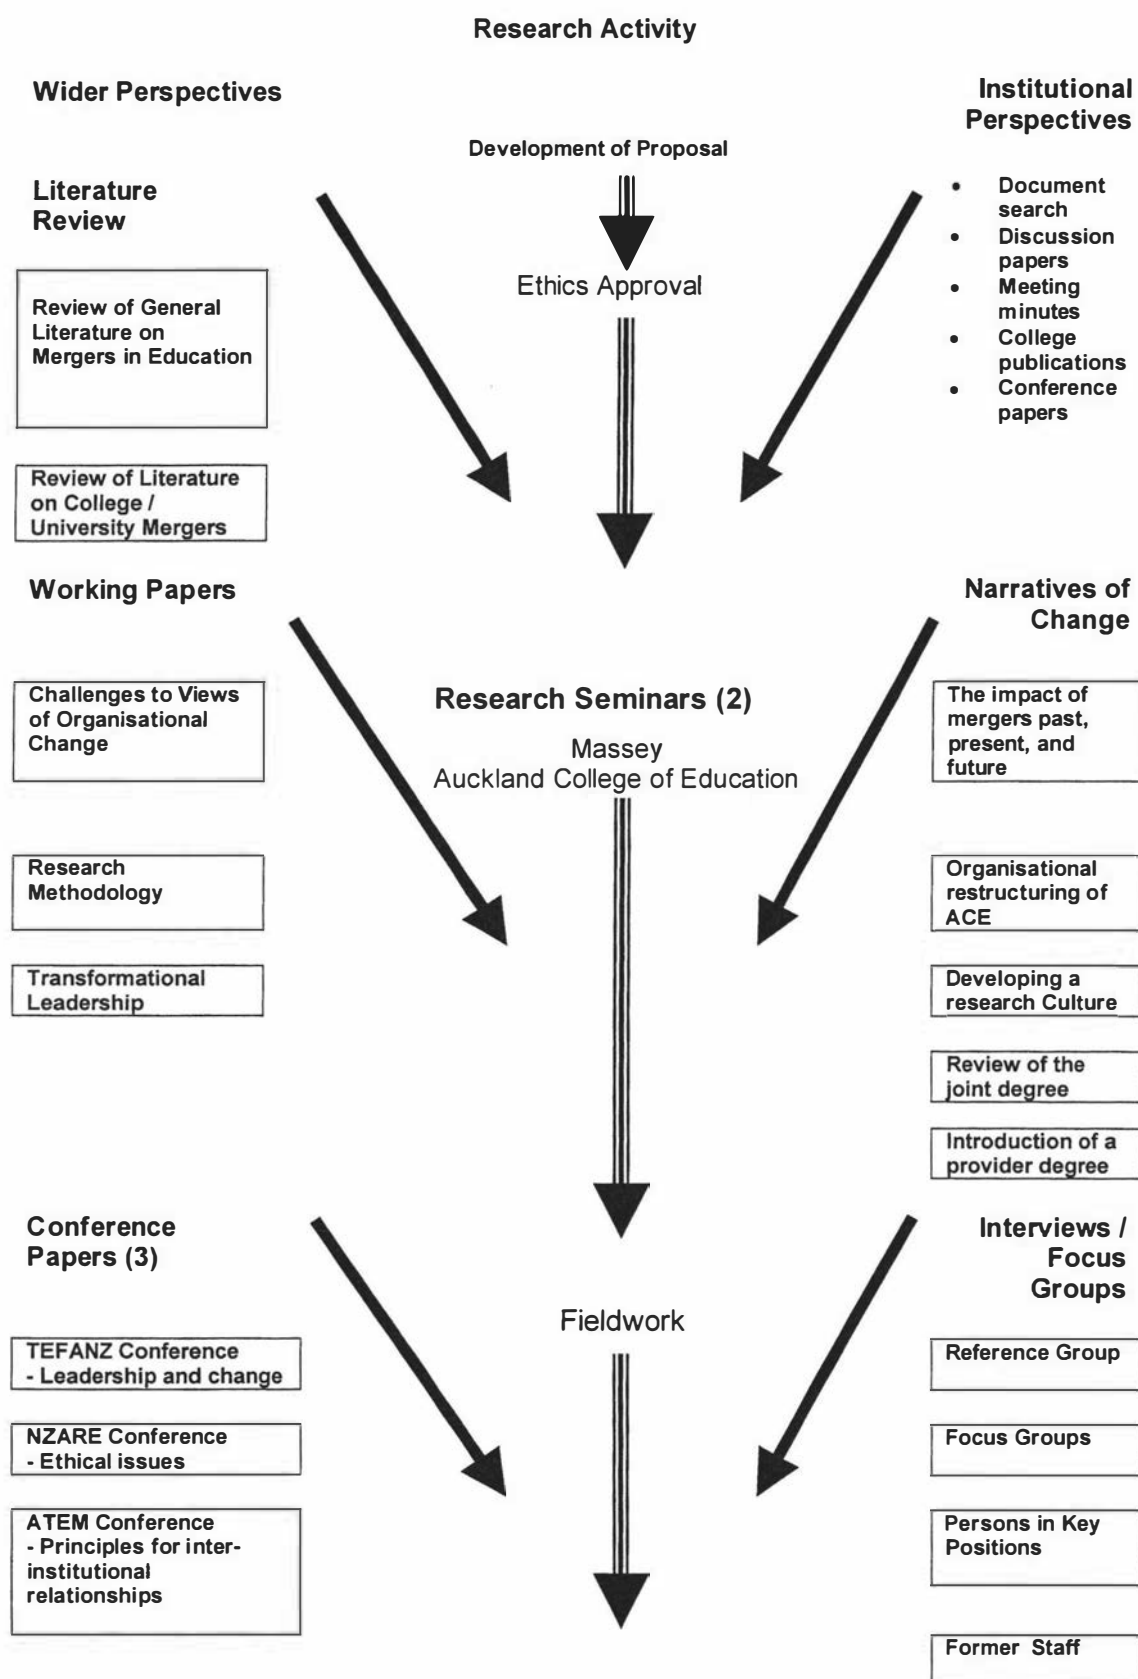 Research Activity
Wider Perspectives
Institutional
Perspectives
Development of Proposal
Literature
Review
• Document
search
• Discussion
papers
• Meeting
minutes
• College
publications
• Conference
papers
Ethics Approval
Review of General
Literature on
Mergers in Education
Review of Literature
on College /
University Mergers
Working Papers
Narratives of
Change
Challenges to Views
of Organisational
Change
Research Seminars (2)
Massey
Auckland College of Education
The impact of
mergers past,
present, and
future
Research
Methodology
Organisational
restructuring of
ACE
Transformational
Leadership
Developing a
research Culture
Review of the
joint degree
Introduction of a
provider degree
Conference
Papers (3)
Interviews /
Focus
Groups
Fieldwork
TEFANZ Conference
- Leadership and change
Reference Group
NZARE Conference
- Ethical issues
Focus Groups
ATEM Conference
- Principles for inter-
institutional
relationships
Persons in Key
Positions
Former Staff